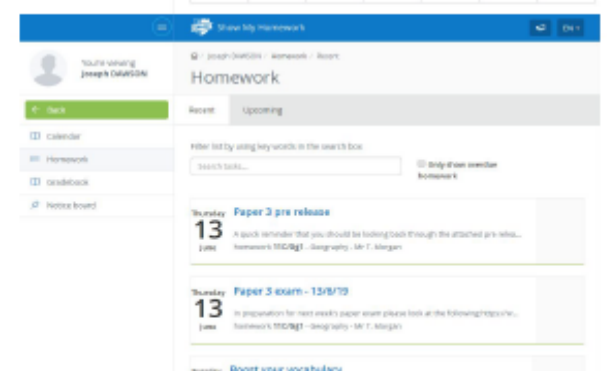 Show My Homework
EN
You're viewing
Joseph DAWSON
Joseph DAWSON / Homework / Recent
Homework
Back
Recent Upcoming
Calendar
Homework
Gradebook
Notice board
Filter list by using key words in the search box
Search tasks...
Only show overdue
homework
Thursday
13
June
Paper 3 pre release
A quick reminder that you should be looking back through the attached pre relea...
homework 11C/Gg1 - Geography - Mr T. Morgan
Thursday
13
June
Paper 3 exam - 13/6/19
In preparation for next week's paper exam please look at the following
homework 11C/Gg1 - Geography - Mr T. Morgan
Boost your vocabulary